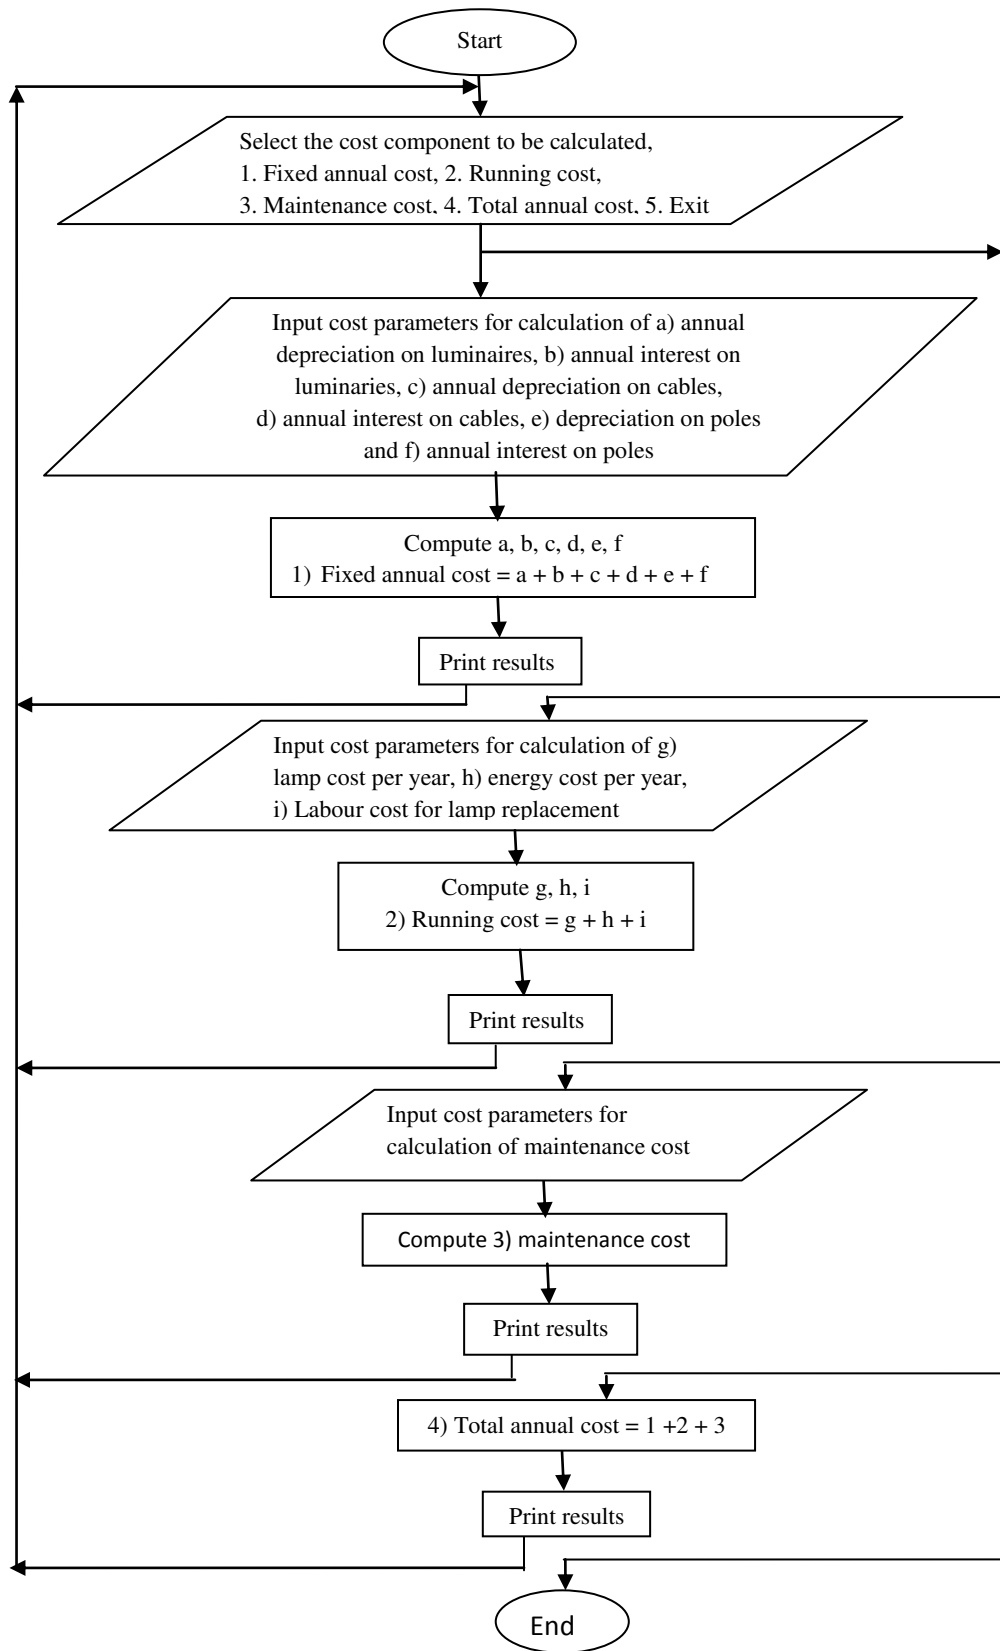 Start
Select the cost component to be calculated,
1. Fixed annual cost, 2. Running cost,
3. Maintenance cost, 4. Total annual cost, 5. Exit
Input cost parameters for calculation of a) annual
depreciation on luminaires, b) annual interest on
luminaries, c) annual depreciation on cables,
d) annual interest on cables, e) depreciation on poles
and f) annual interest on poles
Compute a, b, c, d, e, f
1) Fixed annual cost = a + b + c + d + e + f
Print results
Input cost parameters for calculation of g)
lamp cost per year, h) energy cost per year,
i) Labour cost for lamp replacement
Compute g, h, i
2) Running cost = g + h + i
Print results
Input cost parameters for
calculation of maintenance cost
Compute 3) maintenance cost
Print results
4) Total annual cost = 1 +2 + 3
Print results
End